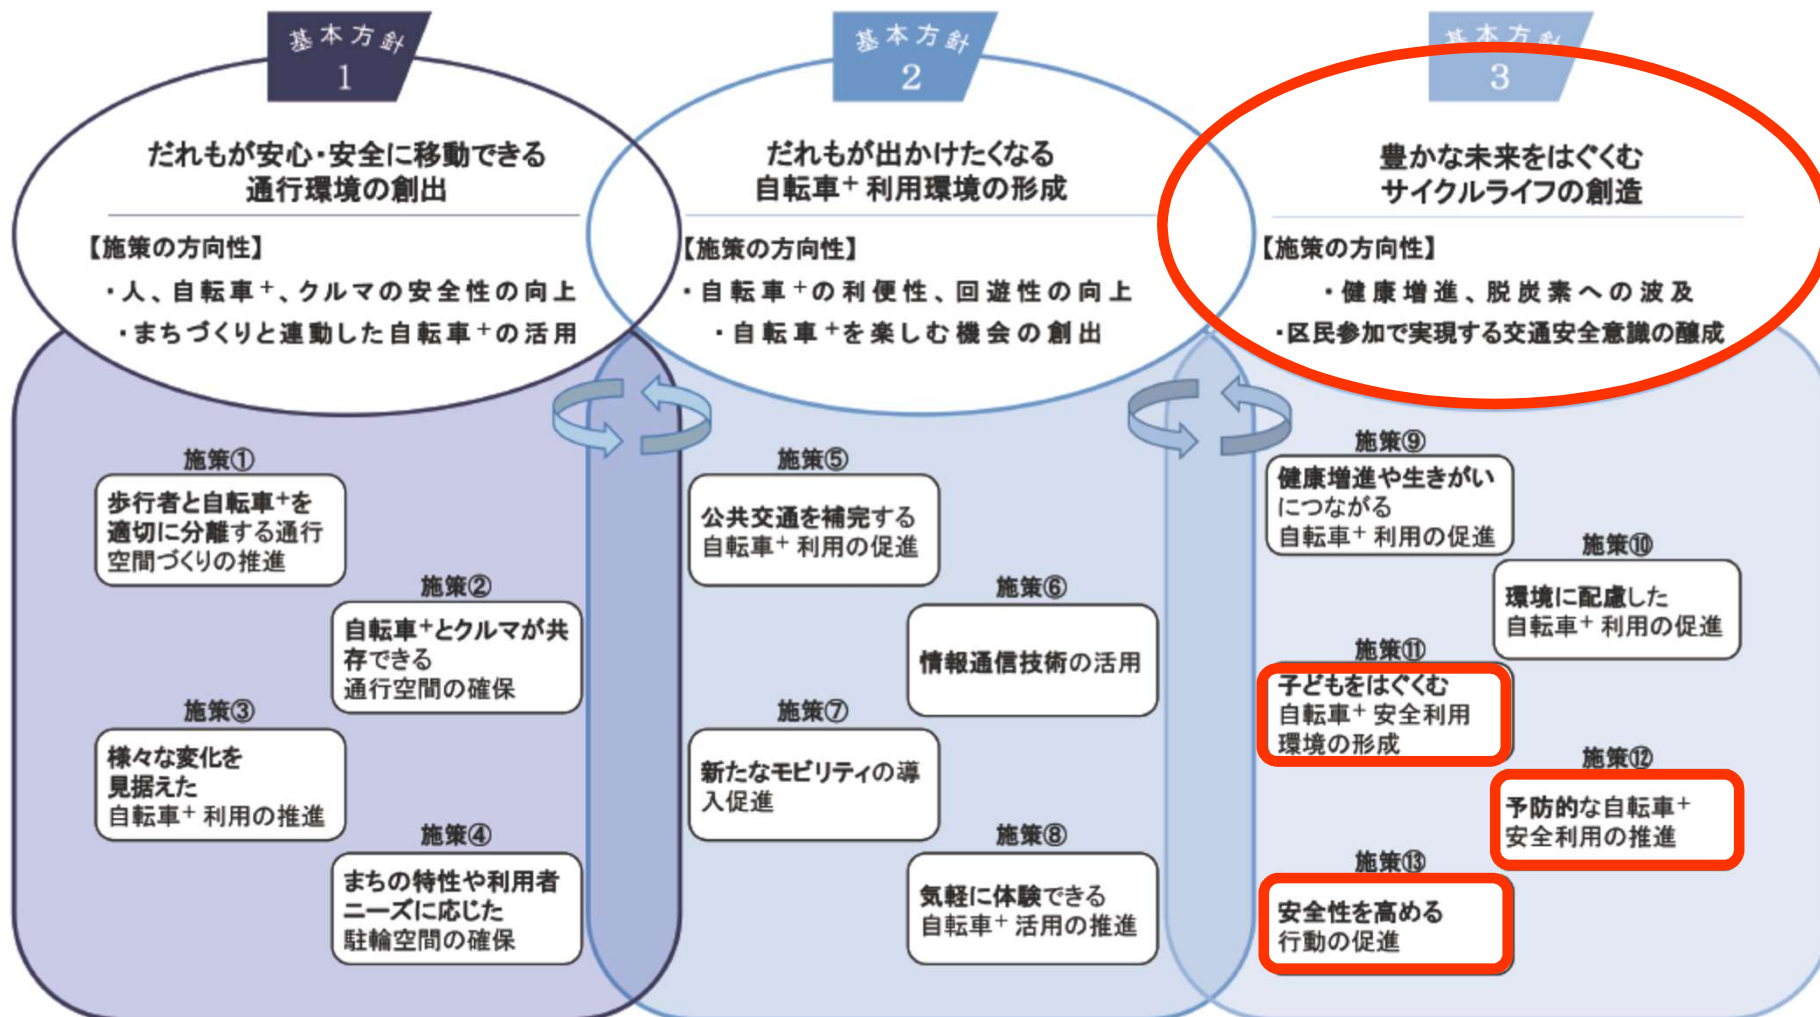 基本方針
1
だれもが安心・安全に移動できる
通行環境の創出
【施策の方向性】
・人、自転車⁺、クルマの安全性の向上
・まちづくりと連動した自転車⁺の活用
施策①
歩行者と自転車⁺を
適切に分離する通行
空間づくりの推進
施策②
自転車⁺とクルマが共
存できる
通行空間の確保
施策③
様々な変化を
見据えた
自転車⁺ 利用の推進
施策④
まちの特性や利用者
ニーズに応じた
駐輪空間の確保
基本方針
2
だれもが出かけたくなる
自転車⁺ 利用環境の形成
【施策の方向性】
・自転車⁺の利便性、回遊性の向上
・自転車⁺を楽しむ機会の創出
施策⑤
公共交通を補完する
自転車⁺ 利用の促進
施策⑥
情報通信技術の活用
施策⑦
新たなモビリティの導
入促進
施策⑧
気軽に体験できる
自転車⁺ 活用の推進
基本方針
3
豊かな未来をはぐくむ
サイクルライフの創造
【施策の方向性】
・健康増進、脱炭素への波及
・区民参加で実現する交通安全意識の醸成
施策⑨
健康増進や生きがい
につながる
自転車⁺ 利用の促進
施策⑩
環境に配慮した
自転車⁺ 利用の促進
施策⑪
子どもをはぐくむ
自転車⁺ 安全利用
環境の形成
施策⑫
予防的な自転車⁺
安全利用の推進
施策⑬
安全性を高める
行動の促進